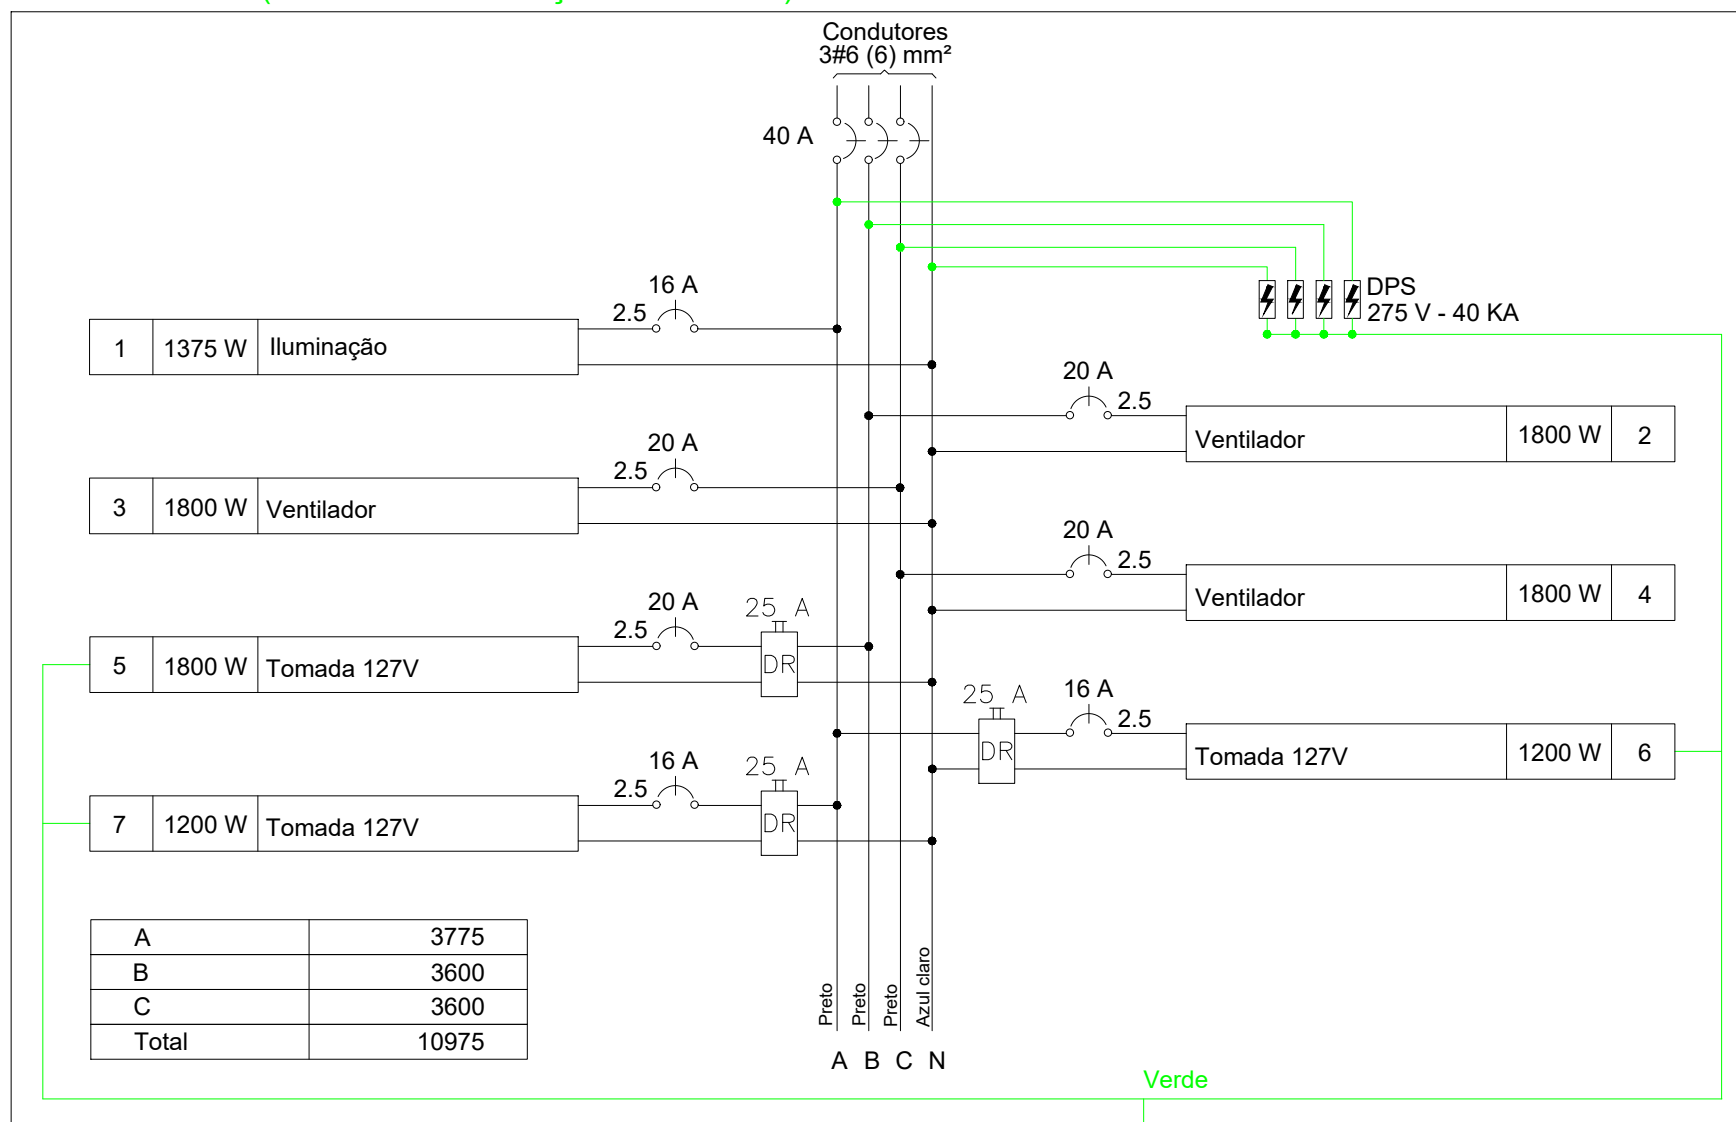 Condutores
3#6 (6) mm²
40 A
DPS
275 V - 40 KA
16 A
2.5
1 1375 W Iluminação
20 A
2.5
Ventilador 1800 W 2
20 A
2.5
3 1800 W Ventilador
20 A
2.5
Ventilador 1800 W 4
20 A
25 A
2.5
DR
5 1800 W Tomada 127V
25 A
16 A
2.5
DR
Tomada 127V 1200 W 6
16 A
25 A
2.5
DR
7 1200 W Tomada 127V
A 3775
B 3600
C 3600
Total 10975
Preto
Preto
Preto
Azul claro
A B C N
Verde